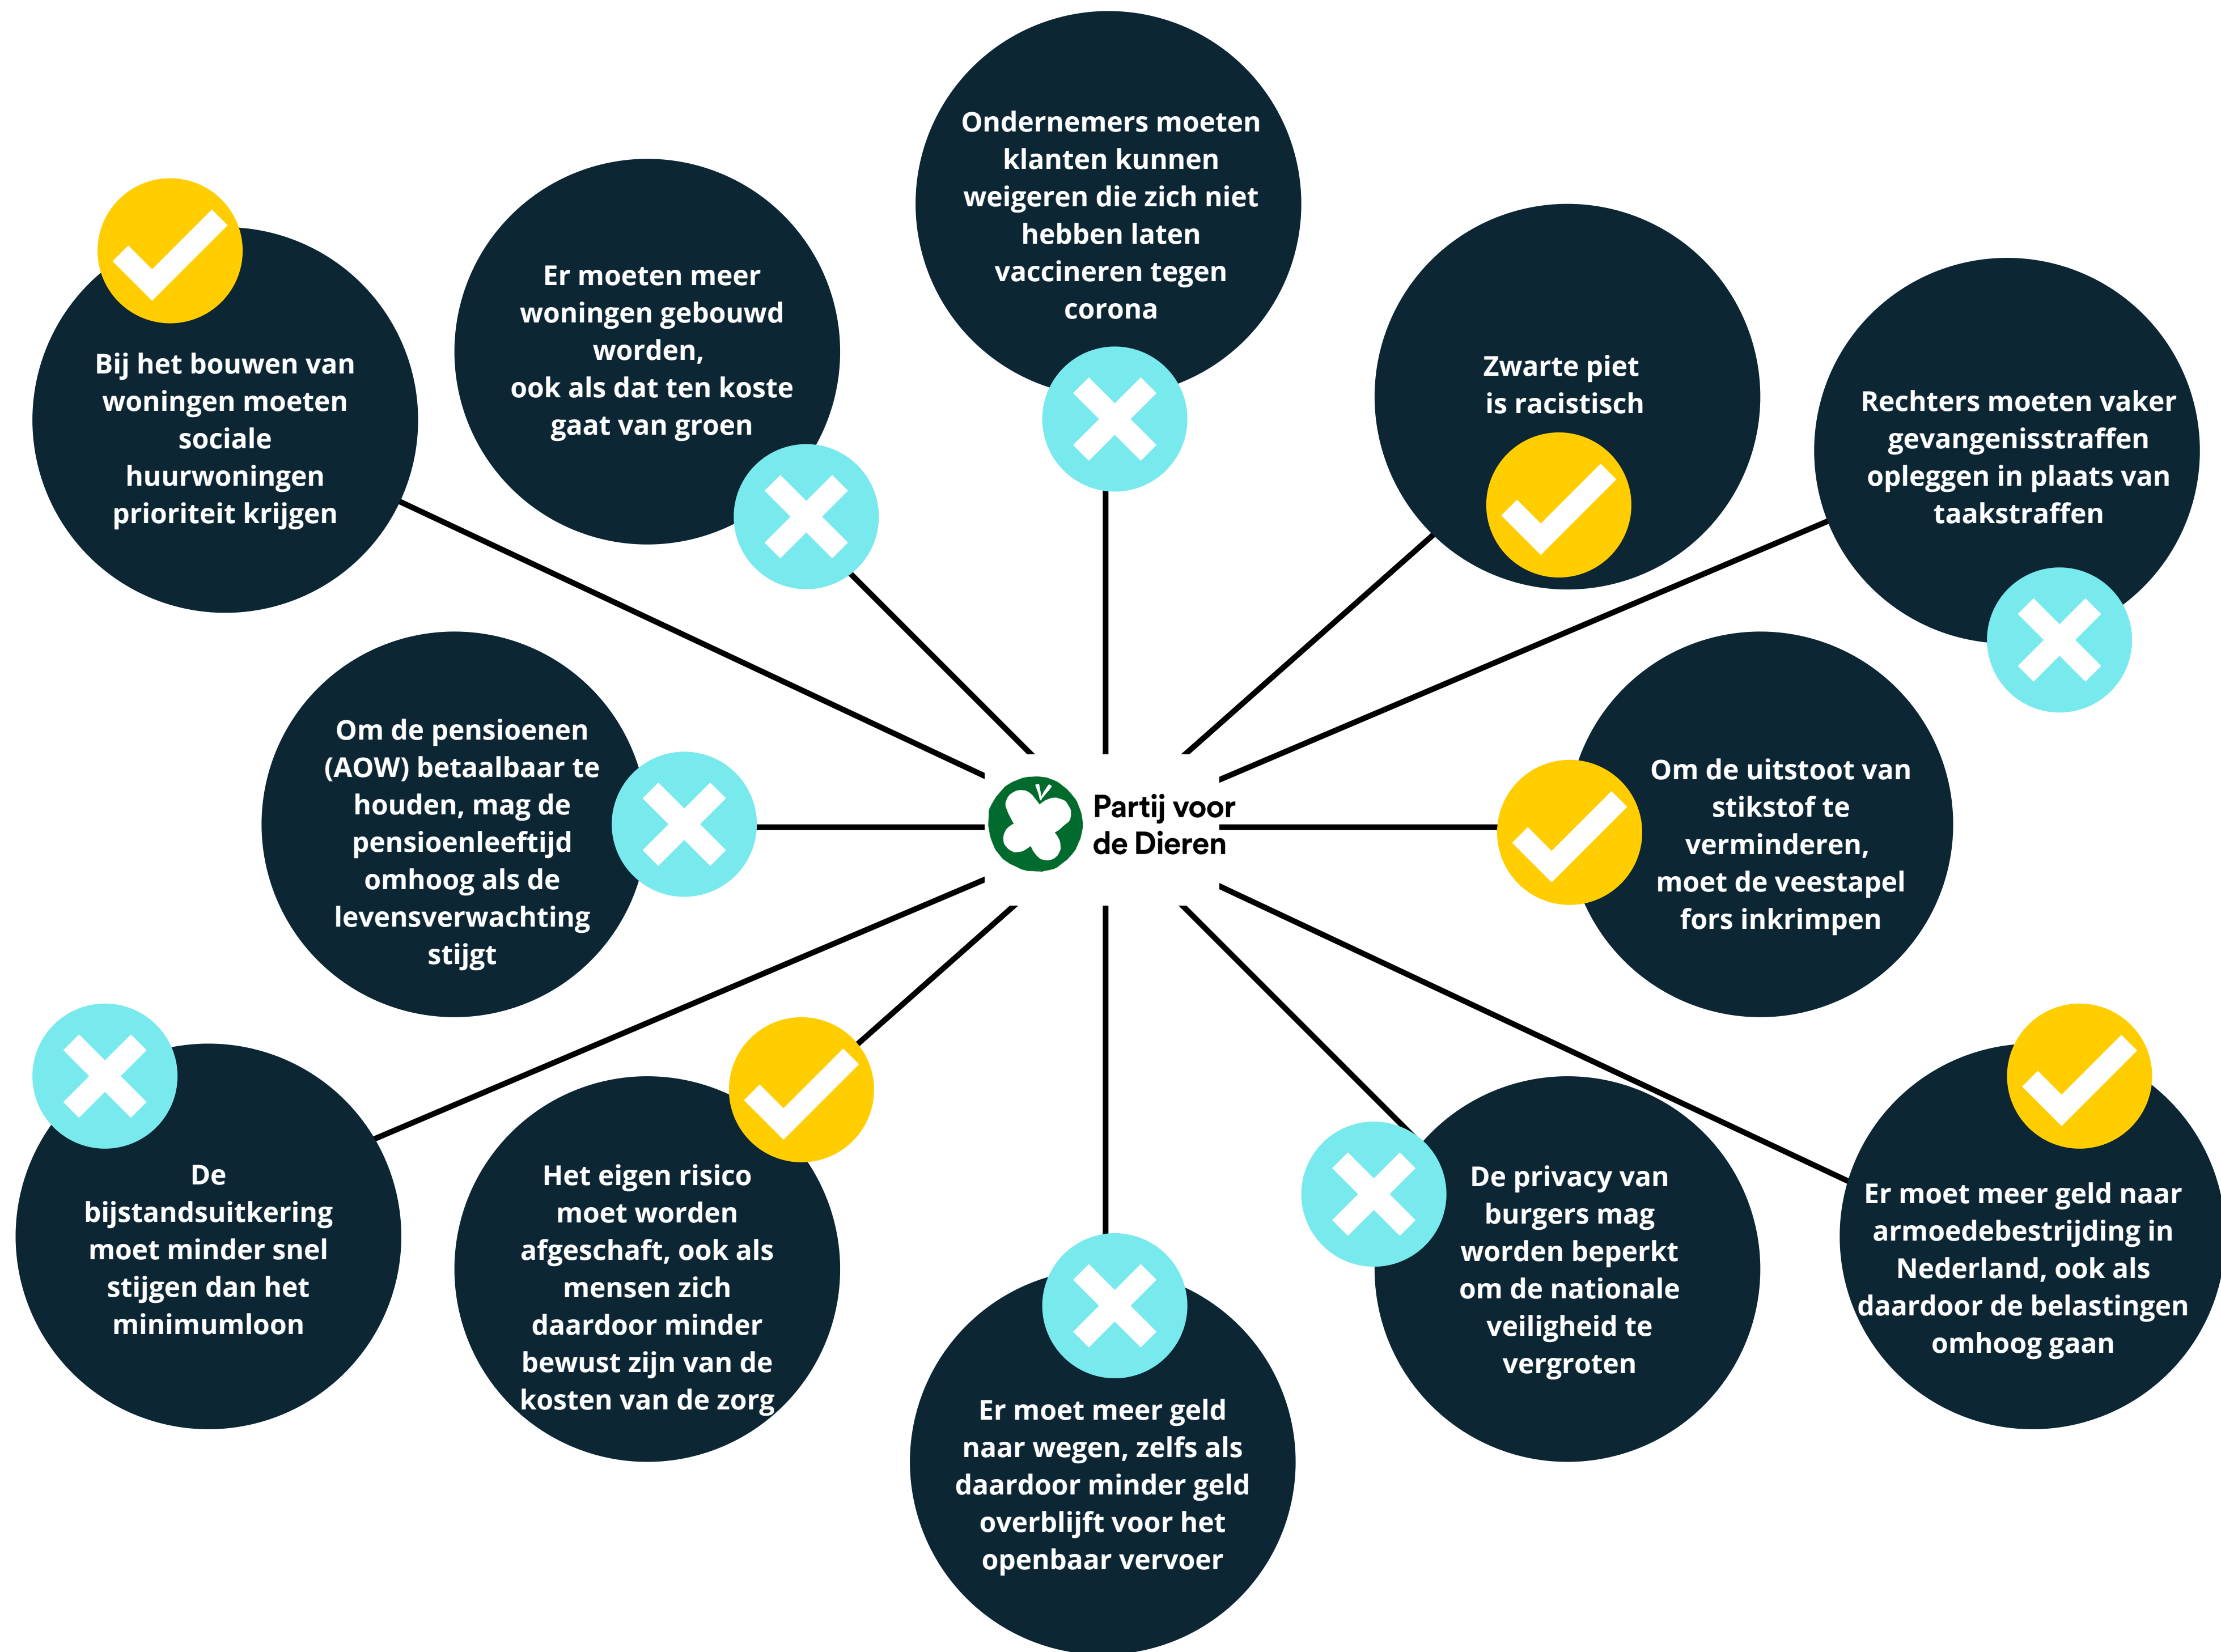 Ondernemers moeten
klanten kunnen
weigeren die zich niet
hebben laten
vaccineren tegen
corona
Er moeten meer
woningen gebouwd
worden,
ook als dat ten koste
gaat van groen
Zwarte piet
is racistisch
Bij het bouwen van
woningen moeten
sociale
huurwoningen
prioriteit krijgen
Rechters moeten vaker
gevangenisstraffen
opleggen in plaats van
taakstraffen
Om de pensioenen
(AOW) betaalbaar te
houden, mag de
pensioenleeftijd
omhoog als de
levensverwachting
stijgt
Partij voor
de Dieren
Om de uitstoot van
stikstof te
verminderen,
moet de veestapel
fors inkrimpen
De
bijstandsuitkering
moet minder snel
stijgen dan het
minimumloon
Het eigen risico
moet worden
afgeschaft, ook als
mensen zich
daardoor minder
bewust zijn van de
kosten van de zorg
Er moet meer geld
naar wegen, zelfs als
daardoor minder geld
overblijft voor het
openbaar vervoer
De privacy van
burgers mag
worden beperkt
om de nationale
veiligheid te
vergroten
Er moet meer geld naar
armoedebestrijding in
Nederland, ook als
daardoor de belastingen
omhoog gaan